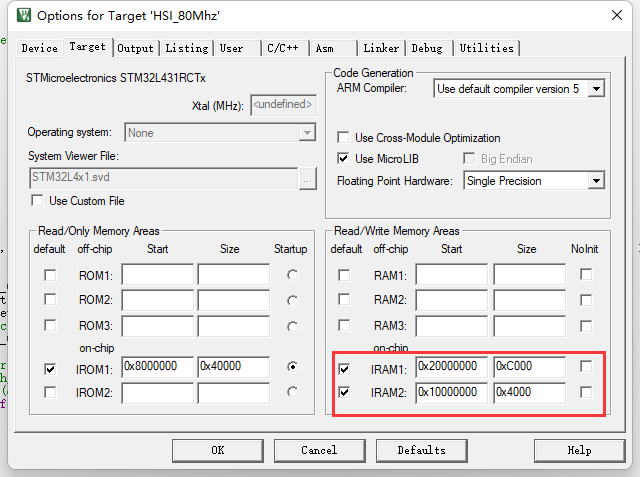 Options for Target 'HSI_80Mhz'
Device Target Output Listing User C/C++ Asm Linker Debug Utilities
STMicroelectronics STM32L431RCTx
Xtal (MHz): <undefined>
Operating system: None
System Viewer File:
STM32L4x1.svd ...
Use Custom File
Code Generation
ARM Compiler: Use default compiler version 5
Use Cross-Module Optimization
Use MicroLIB Big Endian
Floating Point Hardware: Single Precision
Read/Only Memory Areas
default off-chip Start Size Startup
ROM1:
ROM2:
ROM3:
on-chip
IROM1: 0x8000000 0x40000
IROM2:
Read/Write Memory Areas
default off-chip Start Size NoInit
RAM1:
RAM2:
RAM3:
on-chip
IRAM1: 0x20000000 0xC000
IRAM2: 0x10000000 0x4000
OK Cancel Defaults Help